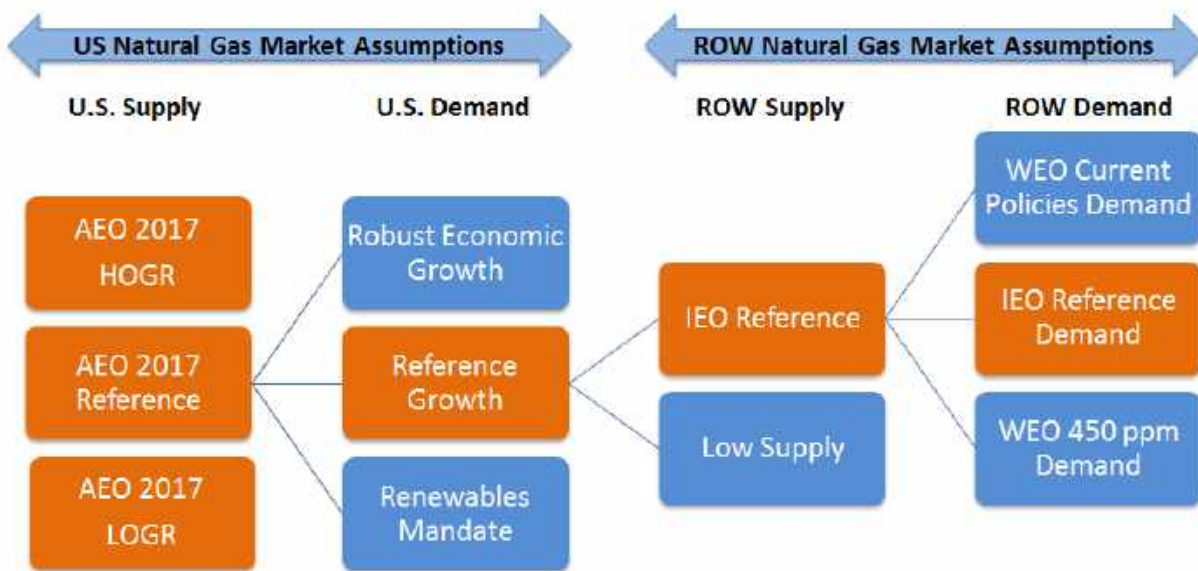 US Natural Gas Market Assumptions
ROW Natural Gas Market Assumptions
U.S. Supply
U.S. Demand
ROW Supply
ROW Demand
AEO 2017
HOGR
AEO 2017
Reference
AEO 2017
LOGR
Robust Economic
Growth
Reference
Growth
Renewables
Mandate
IEO Reference
Low Supply
WEO Current
Policies Demand
IEO Reference
Demand
WEO 450 ppm
Demand